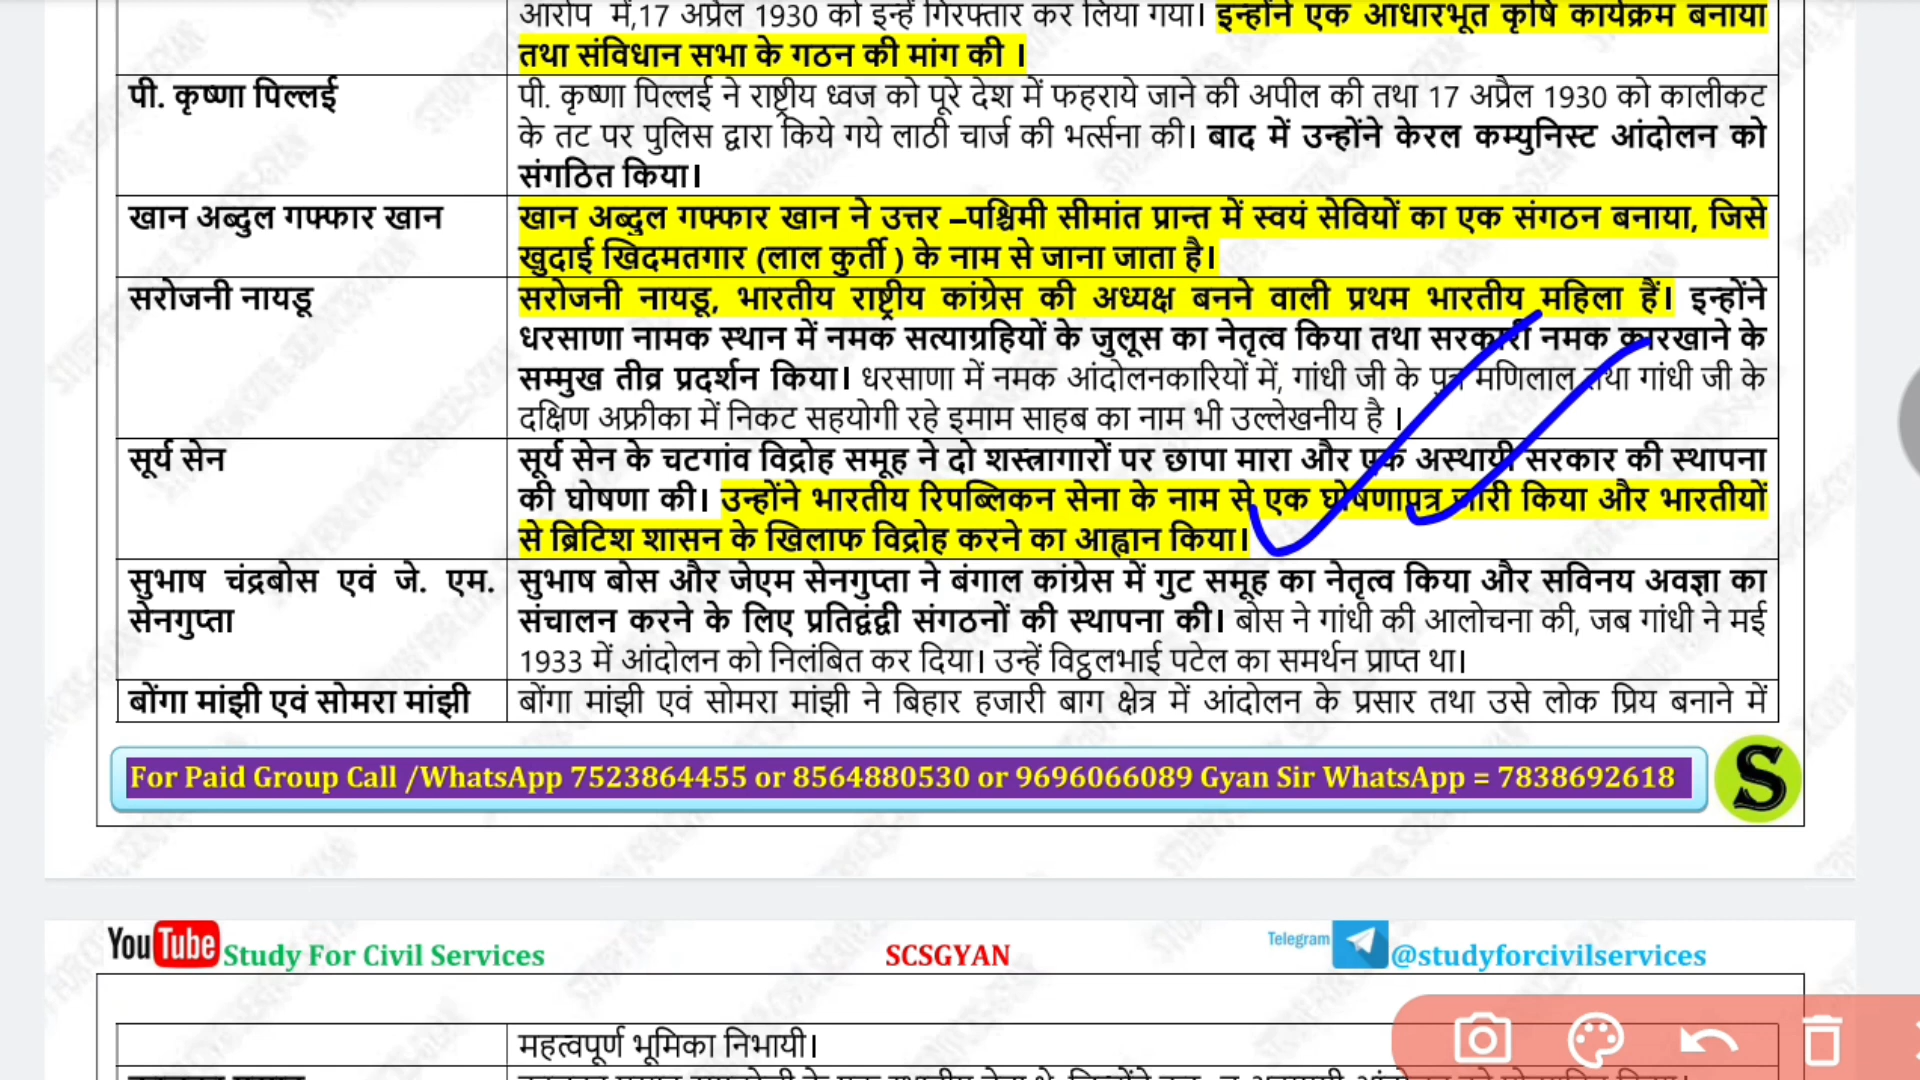 आरोप में,17 अप्रैल 1930 को इन्हें गिरफ्तार कर लिया गया। इन्होंने एक आधारभूत कृषि कार्यक्रम बनाया
तथा संविधान सभा के गठन की मांग की ।
पी. कृष्णा पिल्लई
पी. कृष्णा पिल्लई ने राष्ट्रीय ध्वज को पूरे देश में फहराये जाने की अपील की तथा 17 अप्रैल 1930 को कालीकट
के तट पर पुलिस द्वारा किये गये लाठी चार्ज की भर्त्सना की। बाद में उन्होंने केरल कम्युनिस्ट आंदोलन को
संगठित किया।
खान अब्दुल गफ्फार खान
खान अब्दुल गफ्फार खान ने उत्तर –पश्चिमी सीमांत प्रान्त में स्वयं सेवियों का एक संगठन बनाया, जिसे
खुदाई खिदमतगार (लाल कुर्ती ) के नाम से जाना जाता है।
सरोजनी नायडू
सरोजनी नायडू, भारतीय राष्ट्रीय कांग्रेस की अध्यक्ष बनने वाली प्रथम भारतीय महिला हैं। इन्होंने
धरसाणा नामक स्थान में नमक सत्याग्रहियों के जुलूस का नेतृत्व किया तथा सरकारी नमक कारखाने के
सम्मुख तीव्र प्रदर्शन किया। धरसाणा में नमक आंदोलनकारियों में, गांधी जी के पुत्र मणिलाल तथा गांधी जी के
दक्षिण अफ्रीका में निकट सहयोगी रहे इमाम साहब का नाम भी उल्लेखनीय है ।
सूर्य सेन
सूर्य सेन के चटगांव विद्रोह समूह ने दो शस्त्रागारों पर छापा मारा और एक अस्थायी सरकार की स्थापना
की घोषणा की। उन्होंने भारतीय रिपब्लिकन सेना के नाम से एक घोषणापत्र जारी किया और भारतीयों
से ब्रिटिश शासन के खिलाफ विद्रोह करने का आह्वान किया।
सुभाष चंद्रबोस एवं जे. एम.
सेनगुप्ता
सुभाष बोस और जेएम सेनगुप्ता ने बंगाल कांग्रेस में गुट समूह का नेतृत्व किया और सविनय अवज्ञा का
संचालन करने के लिए प्रतिद्वंद्वी संगठनों की स्थापना की। बोस ने गांधी की आलोचना की, जब गांधी ने मई
1933 में आंदोलन को निलंबित कर दिया। उन्हें विट्ठलभाई पटेल का समर्थन प्राप्त था।
बोंगा मांझी एवं सोमरा मांझी
बोंगा मांझी एवं सोमरा मांझी ने बिहार हजारी बाग क्षेत्र में आंदोलन के प्रसार तथा उसे लोक प्रिय बनाने में
For Paid Group Call /WhatsApp 7523864455 or 8564880530 or 9696066089 Gyan Sir WhatsApp = 7838692618
S
YouTube Study For Civil Services
SCSGYAN
Telegram @studyforcivilservices
महत्वपूर्ण भूमिका निभायी।